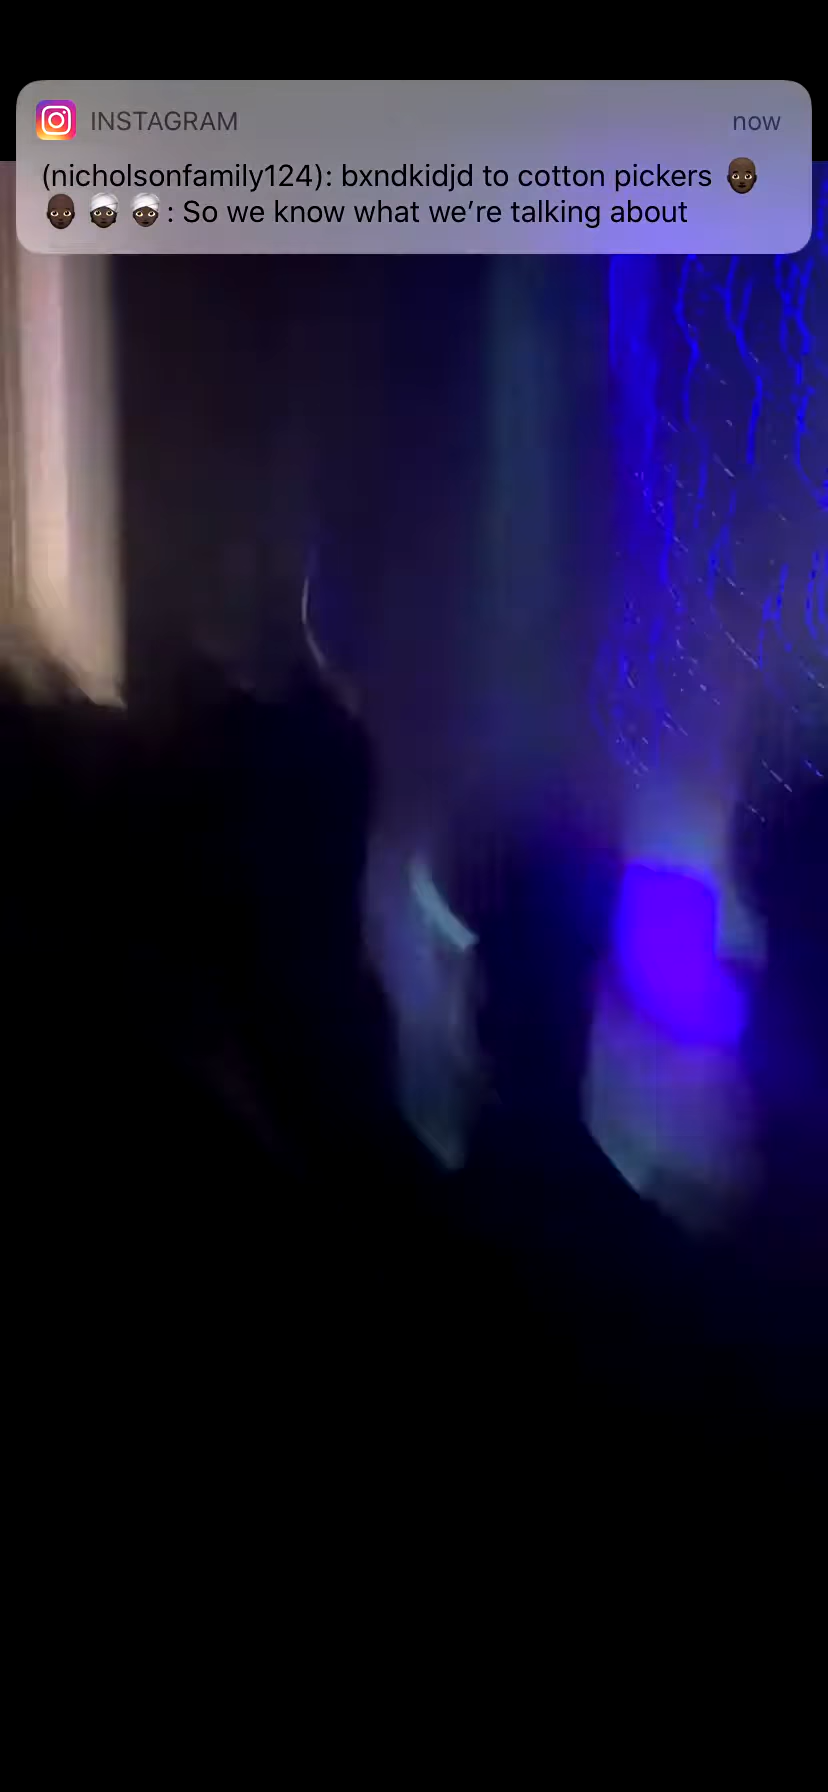 INSTAGRAM now
(nicholsonfamily124): bxndkidjd to cotton pickers 👨🏿‍🦲
👨🏿‍🦲 👳🏿‍♀️ 👳🏿‍♀️ : So we know what we're talking about